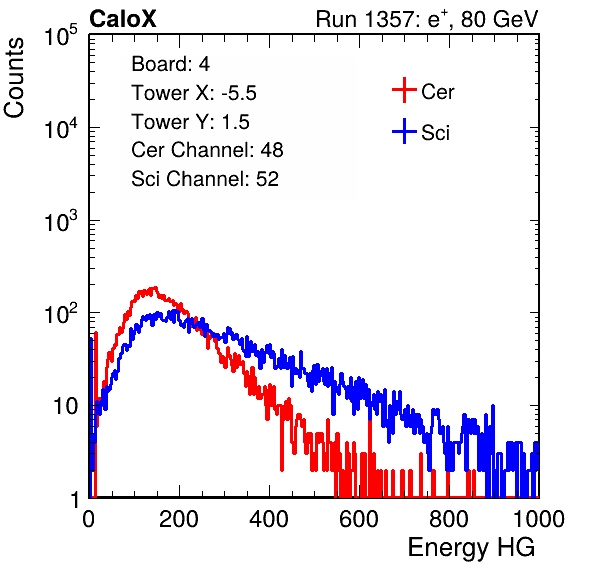 CaloX Run 1357: e⁺, 80 GeV
Counts
Board: 4
Tower X: -5.5
Tower Y: 1.5
Cer Channel: 48
Sci Channel: 52
Cer
Sci
10⁵
10⁴
10³
10²
10
1
0 200 400 600 800 1000
Energy HG